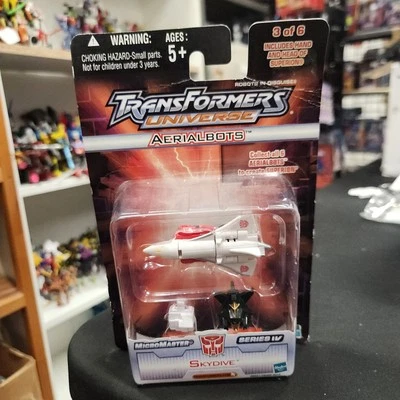 WARNING: AGES:
CHOKING HAZARD-Small parts. 5+
Not for children under 3 years.
3 of 6
INCLUDES HAND
AND HEAD OF
SUPERION!
ROBOTS IN DISGUISE
TRANSFORMERS
UNIVERSE
AERIALBOTS™
Collect all 6
AERIALBOTS
to create SUPERION!
MICROMASTER SERIES IV
SKYDIVE
Hasbro